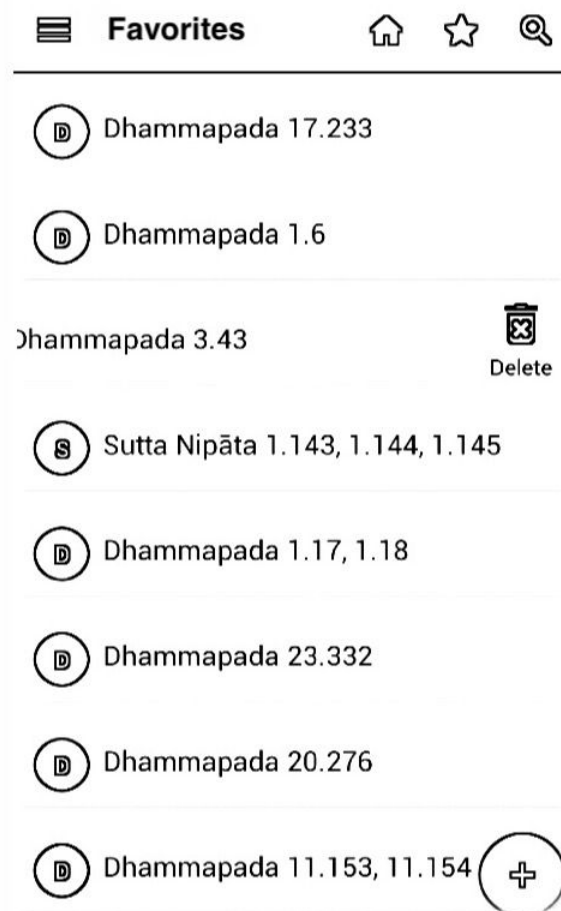 Favorites
D Dhammapada 17.233
D Dhammapada 1.6
Dhammapada 3.43
Delete
S Sutta Nipāta 1.143, 1.144, 1.145
D Dhammapada 1.17, 1.18
D Dhammapada 23.332
D Dhammapada 20.276
D Dhammapada 11.153, 11.154